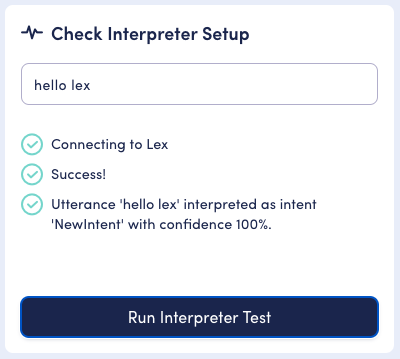 Check Interpreter Setup
hello lex
Connecting to Lex
Success!
Utterance 'hello lex' interpreted as intent
'NewIntent' with confidence 100%.
Run Interpreter Test